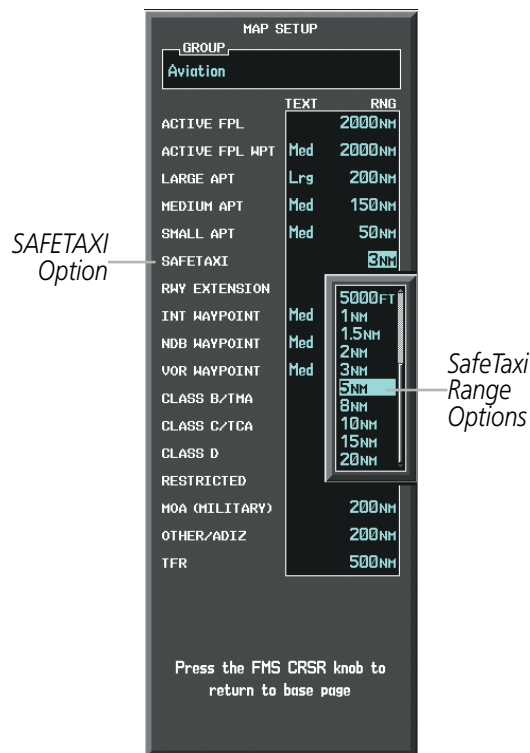 MAP SETUP
GROUP
Aviation
TEXT RNG
ACTIVE FPL 2000NM
ACTIVE FPL WPT Med 2000NM
LARGE APT Lrg 200NM
MEDIUM APT Med 150NM
SMALL APT Med 50NM
SAFETAXI 3NM
SAFETAXI
Option
RWY EXTENSION
INT WAYPOINT Med
NDB WAYPOINT Med
VOR WAYPOINT Med
CLASS B/TMA
CLASS C/TCA
CLASS D
RESTRICTED
5000FT
1NM
1.5NM
2NM
3NM
5NM
8NM
10NM
15NM
20NM
SafeTaxi
Range
Options
MOA (MILITARY) 200NM
OTHER/ADIZ 200NM
TFR 500NM
Press the FMS CRSR knob to
return to base page